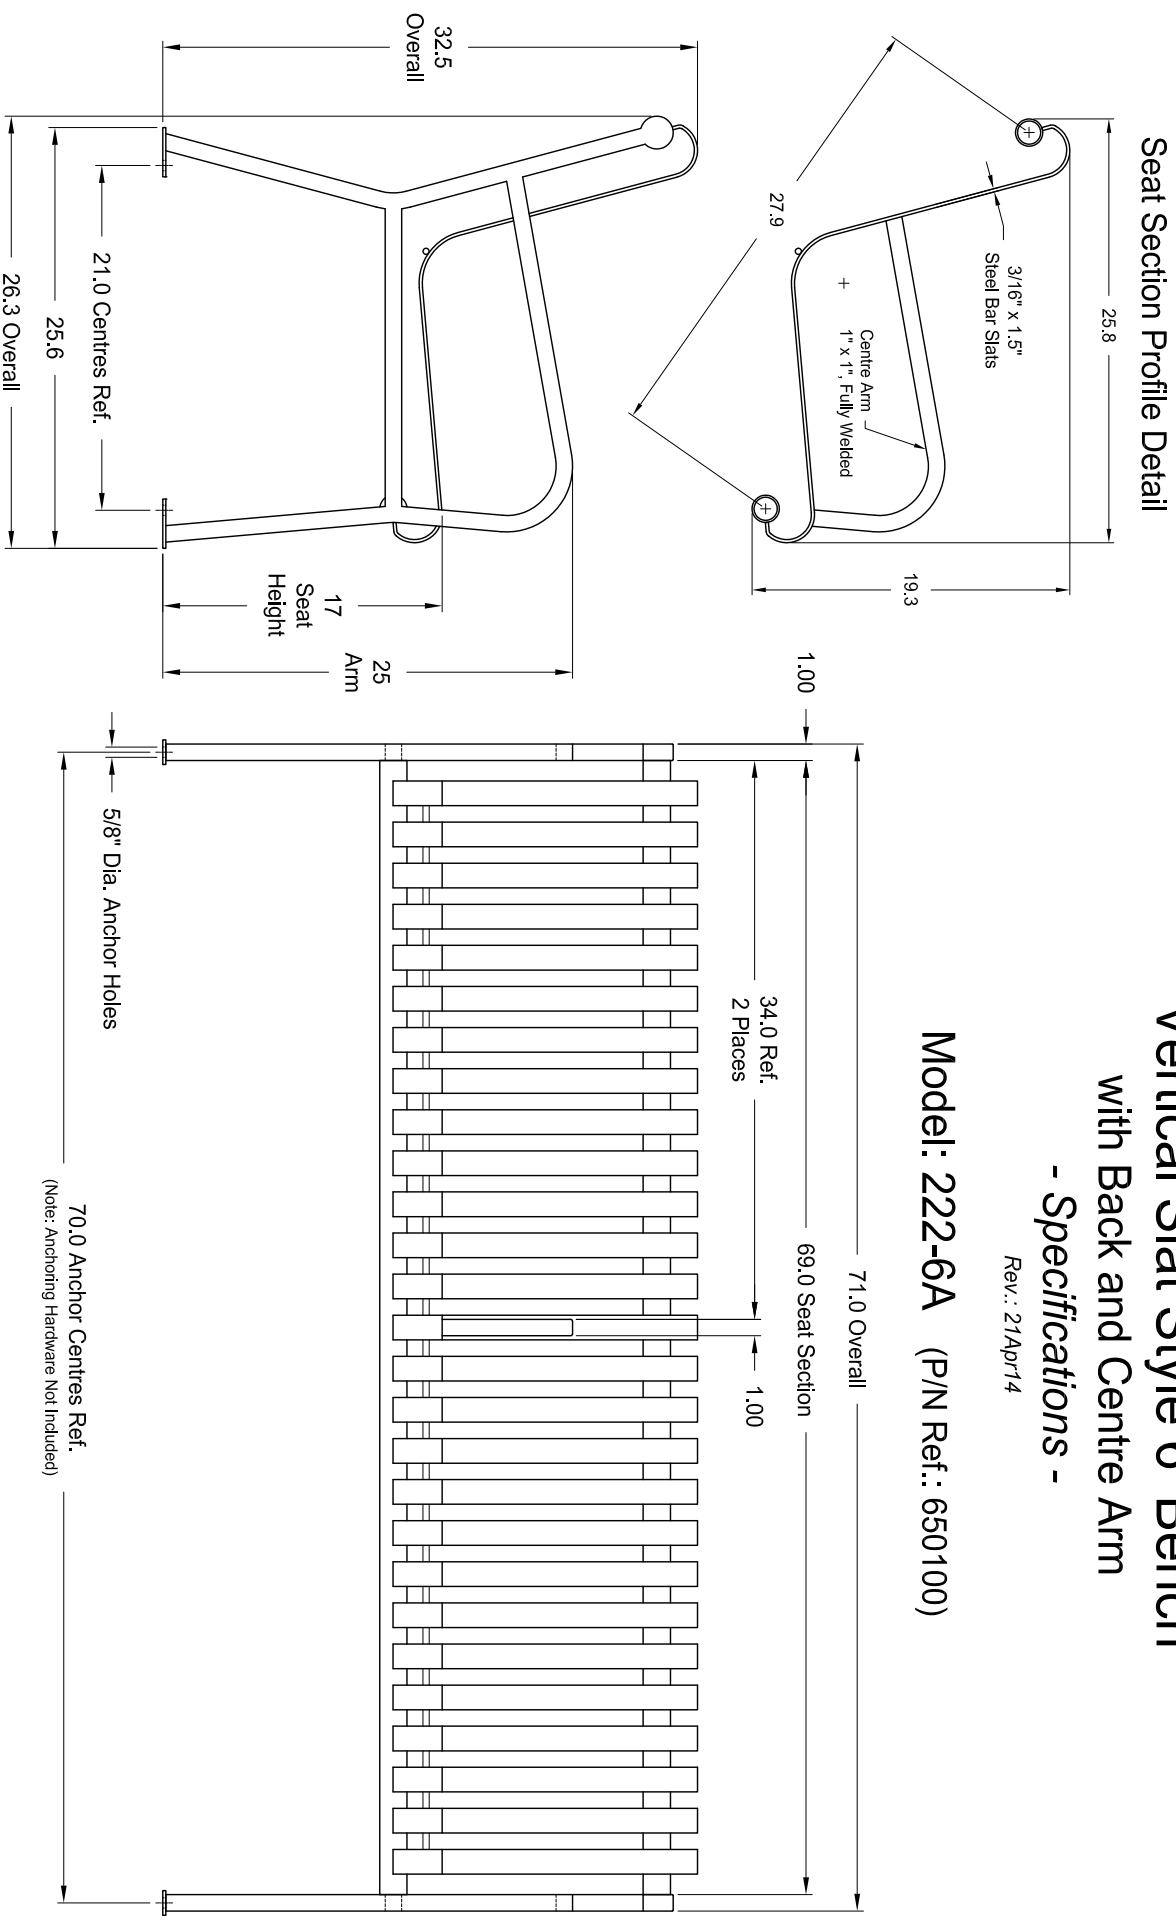 Vertical Slat Style 6' Bench
with Back and Centre Arm
- Specifications -
Rev.: 21Apr14
Model: 222-6A (P/N Ref.: 650100)
Seat Section Profile Detail
25.8
3/16" x 1.5"
Steel Bar Slats
Centre Arm
1" x 1", Fully Welded
27.9
19.3
32.5
Overall
21.0 Centres Ref.
25.6
26.3 Overall
17
Seat
Height
25
Arm
71.0 Overall
1.00
69.0 Seat Section
34.0 Ref.
2 Places
1.00
5/8" Dia. Anchor Holes
70.0 Anchor Centres Ref.
(Note: Anchoring Hardware Not Included)